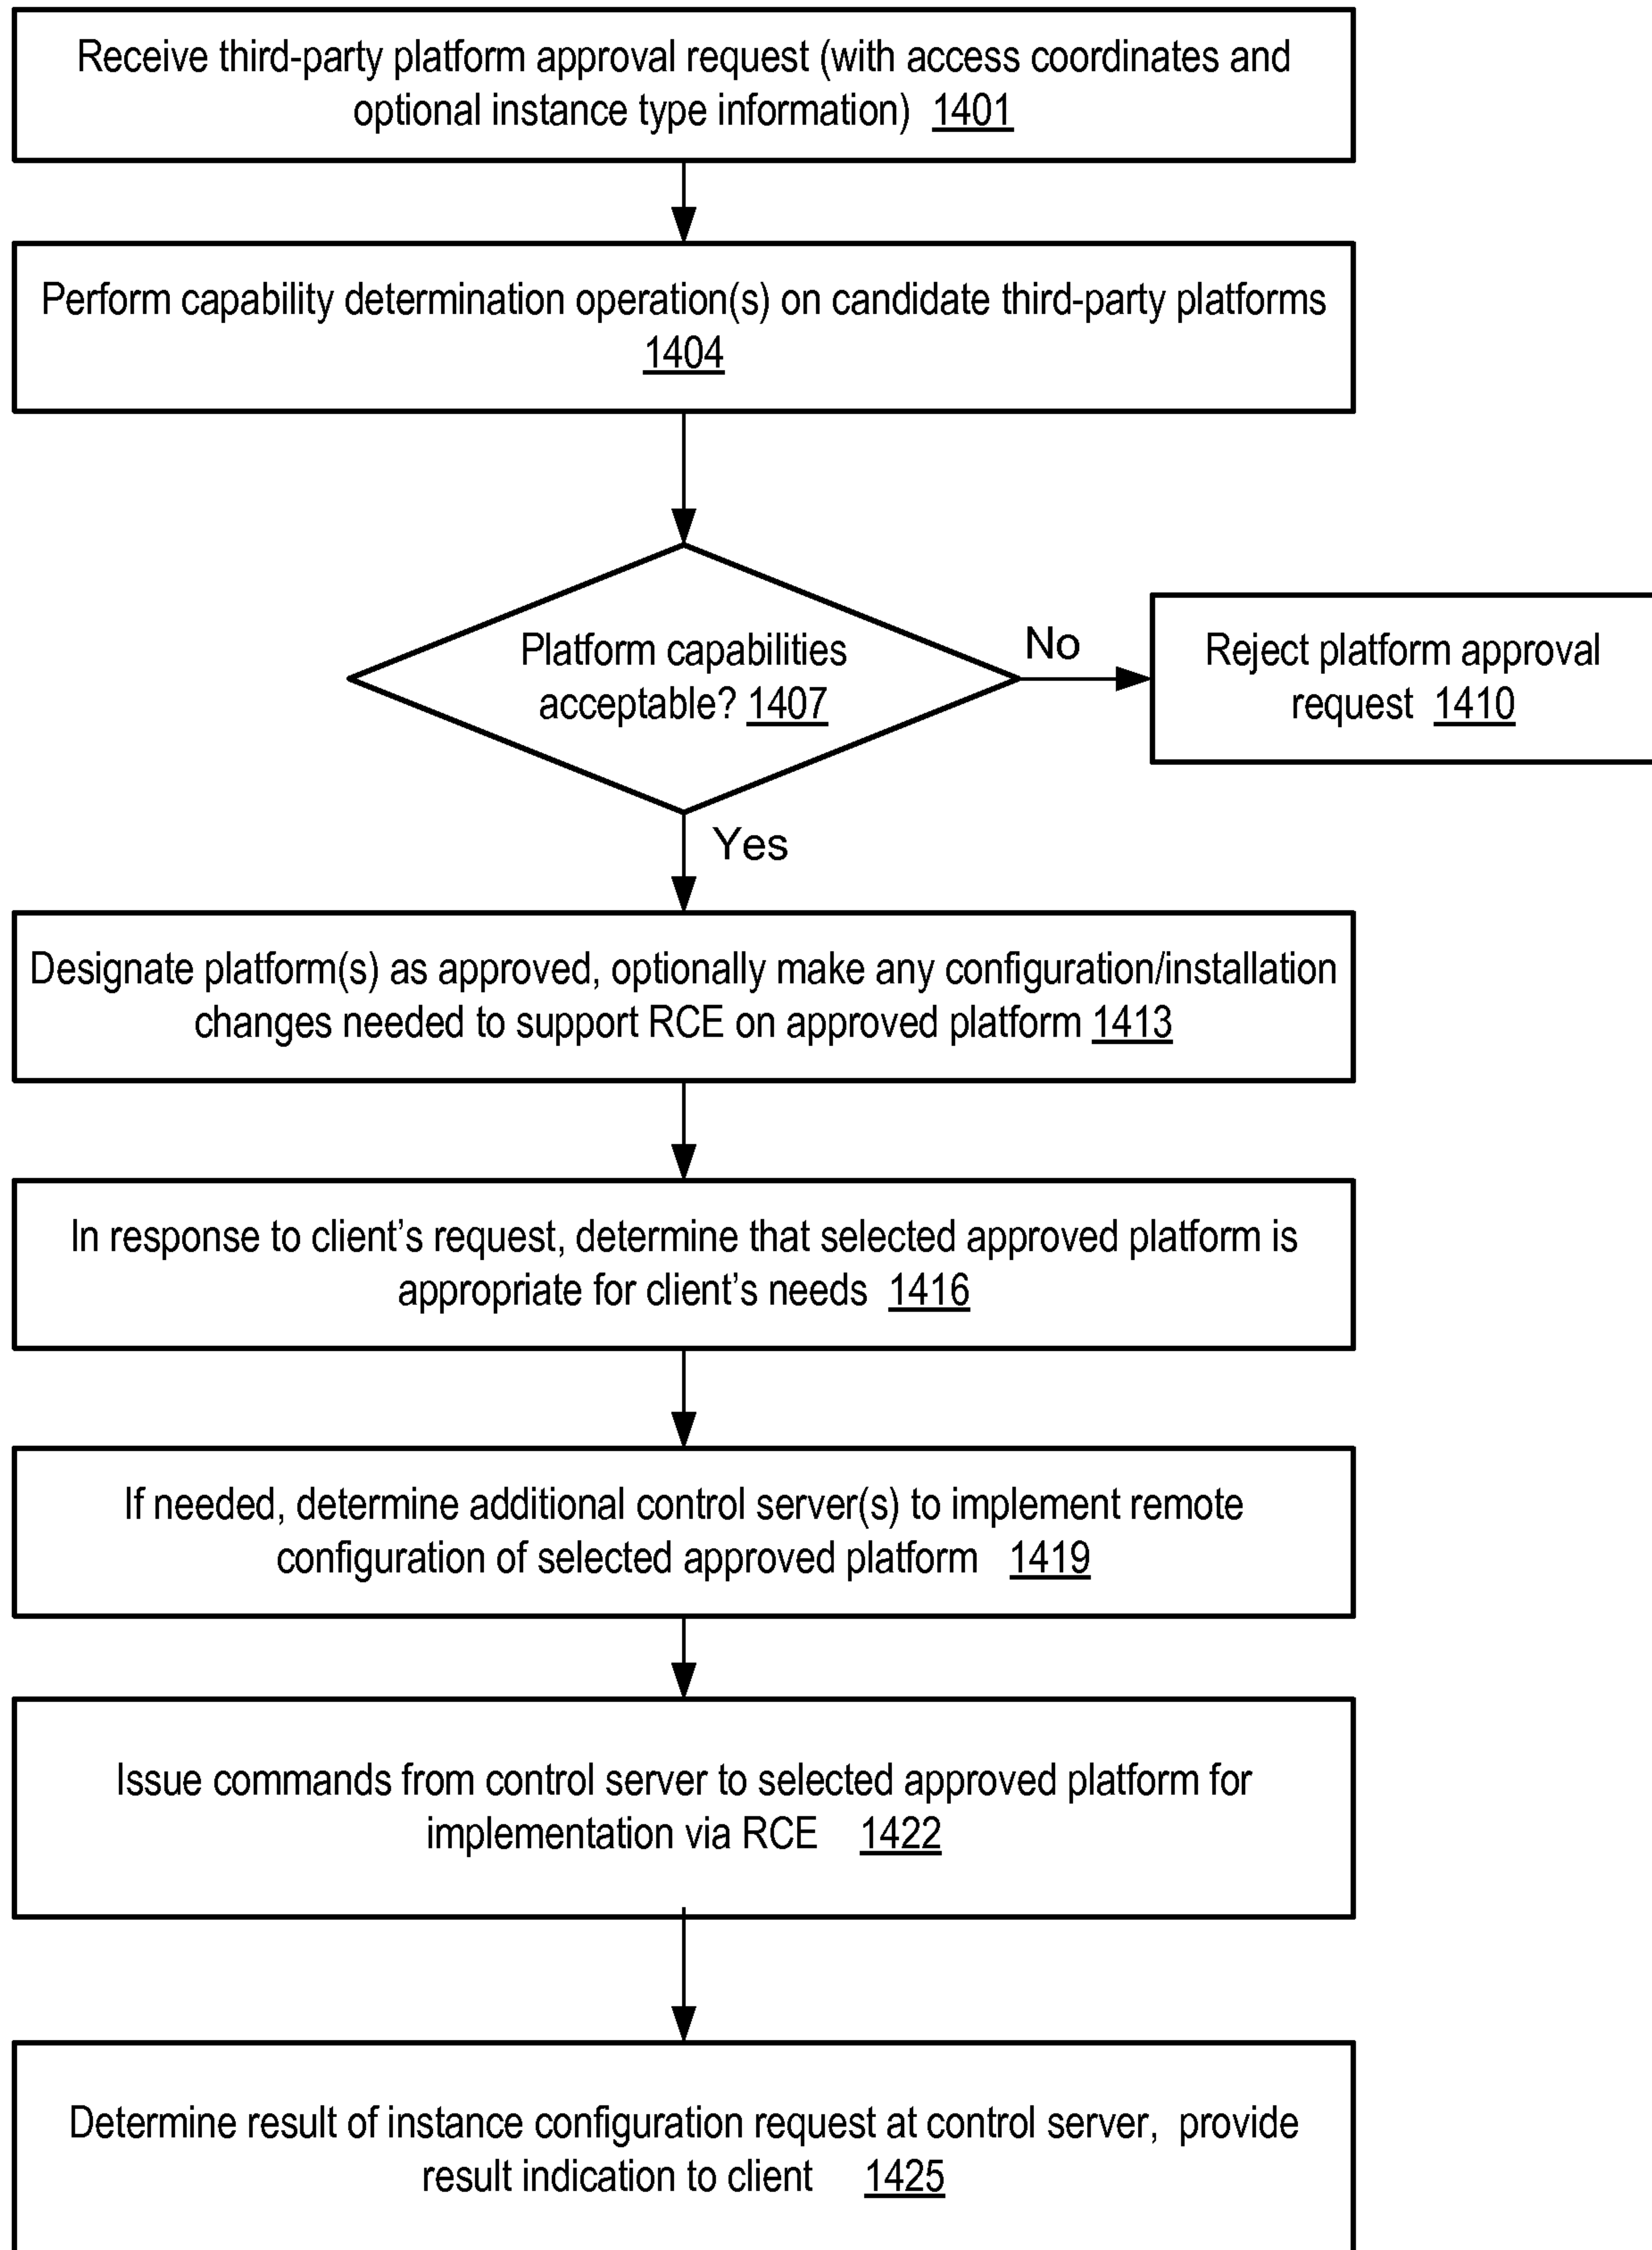 Receive third-party platform approval request (with access coordinates and
optional instance type information) 1401
Perform capability determination operation(s) on candidate third-party platforms
1404
Platform capabilities
acceptable? 1407
No
Reject platform approval
request 1410
Yes
Designate platform(s) as approved, optionally make any configuration/installation
changes needed to support RCE on approved platform 1413
In response to client’s request, determine that selected approved platform is
appropriate for client’s needs 1416
If needed, determine additional control server(s) to implement remote
configuration of selected approved platform 1419
Issue commands from control server to selected approved platform for
implementation via RCE 1422
Determine result of instance configuration request at control server, provide
result indication to client 1425